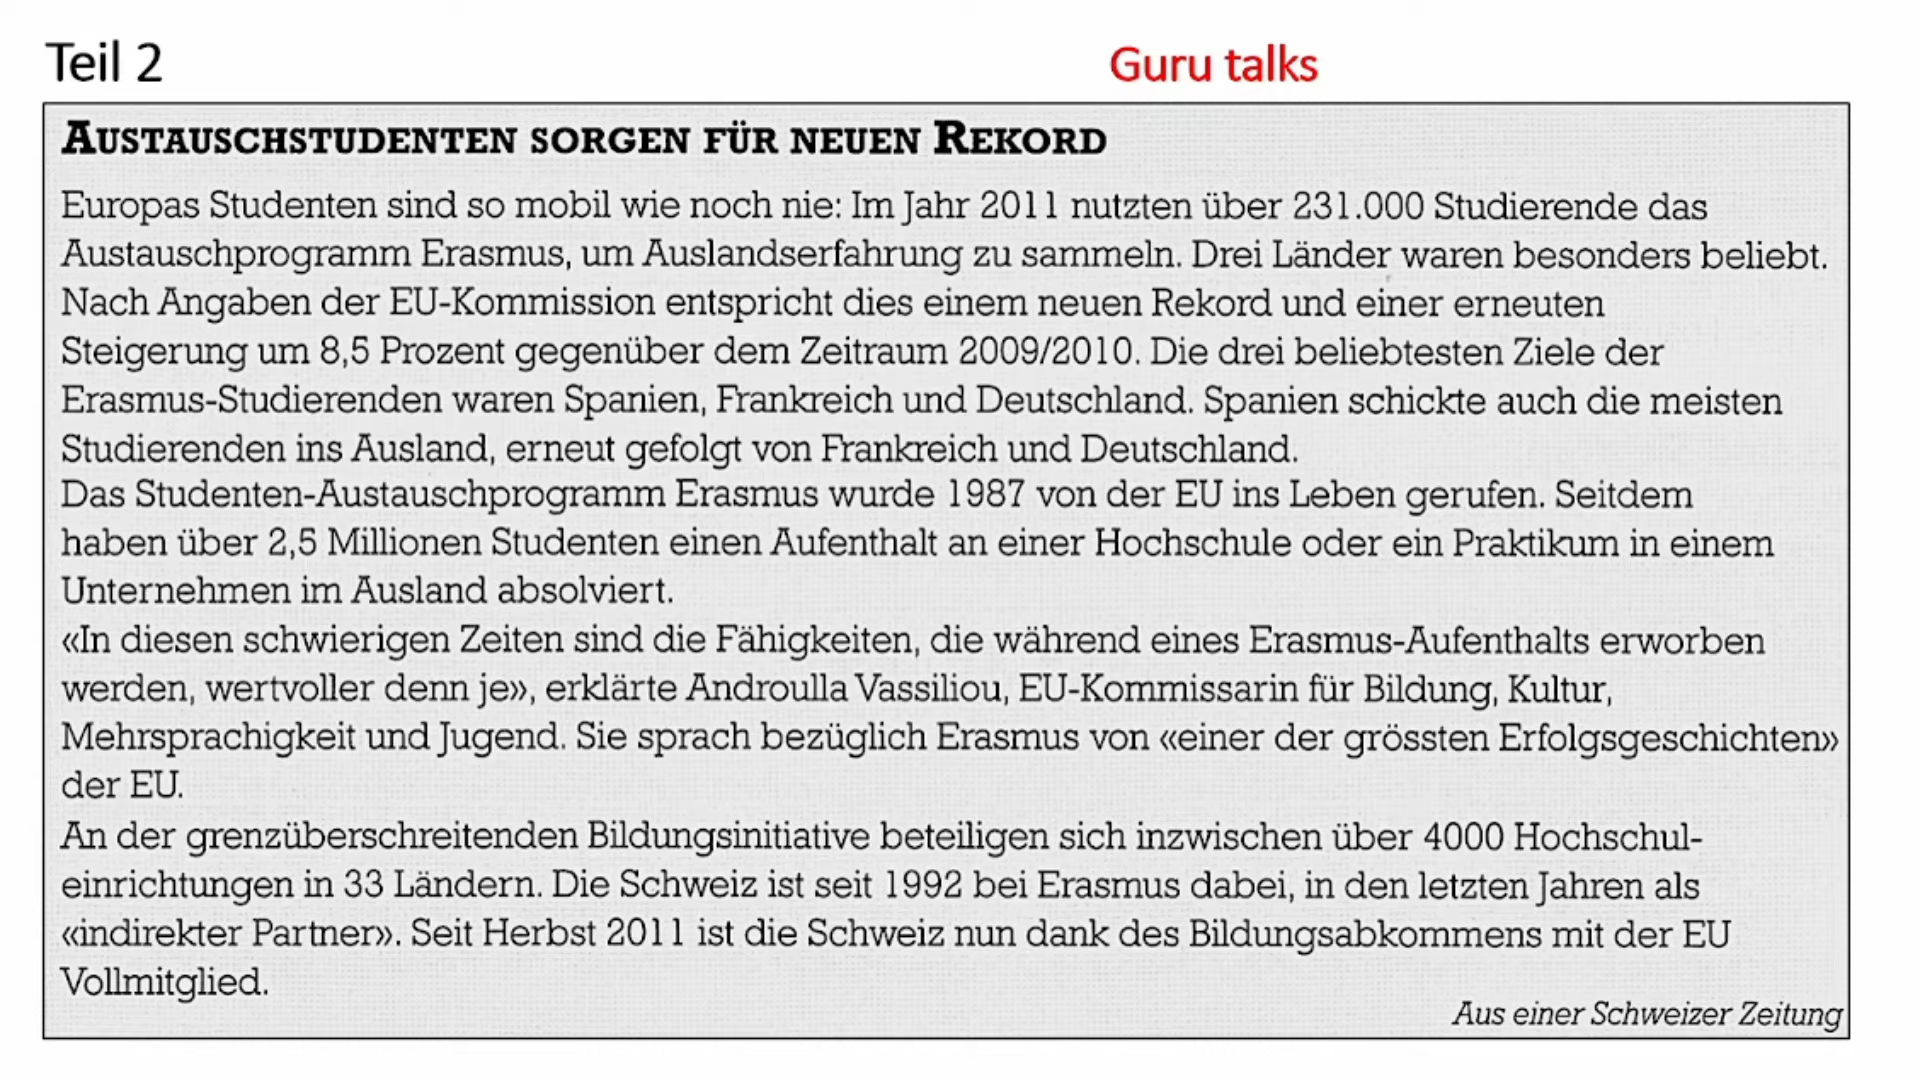 Teil 2
Guru talks
AUSTAUSCHSTUDENTEN SORGEN FÜR NEUEN REKORD
Europas Studenten sind so mobil wie noch nie: Im Jahr 2011 nutzten über 231.000 Studierende das
Austauschprogramm Erasmus, um Auslandserfahrung zu sammeln. Drei Länder waren besonders beliebt.
Nach Angaben der EU-Kommission entspricht dies einem neuen Rekord und einer erneuten
Steigerung um 8,5 Prozent gegenüber dem Zeitraum 2009/2010. Die drei beliebtesten Ziele der
Erasmus-Studierenden waren Spanien, Frankreich und Deutschland. Spanien schickte auch die meisten
Studierenden ins Ausland, erneut gefolgt von Frankreich und Deutschland.
Das Studenten-Austauschprogramm Erasmus wurde 1987 von der EU ins Leben gerufen. Seitdem
haben über 2,5 Millionen Studenten einen Aufenthalt an einer Hochschule oder ein Praktikum in einem
Unternehmen im Ausland absolviert.
«In diesen schwierigen Zeiten sind die Fähigkeiten, die während eines Erasmus-Aufenthalts erworben
werden, wertvoller denn je», erklärte Androulla Vassiliou, EU-Kommissarin für Bildung, Kultur,
Mehrsprachigkeit und Jugend. Sie sprach bezüglich Erasmus von «einer der grössten Erfolgsgeschichten»
der EU.
An der grenzüberschreitenden Bildungsinitiative beteiligen sich inzwischen über 4000 Hochschul-
einrichtungen in 33 Ländern. Die Schweiz ist seit 1992 bei Erasmus dabei, in den letzten Jahren als
«indirekter Partner». Seit Herbst 2011 ist die Schweiz nun dank des Bildungsabkommens mit der EU
Vollmitglied.
Aus einer Schweizer Zeitung